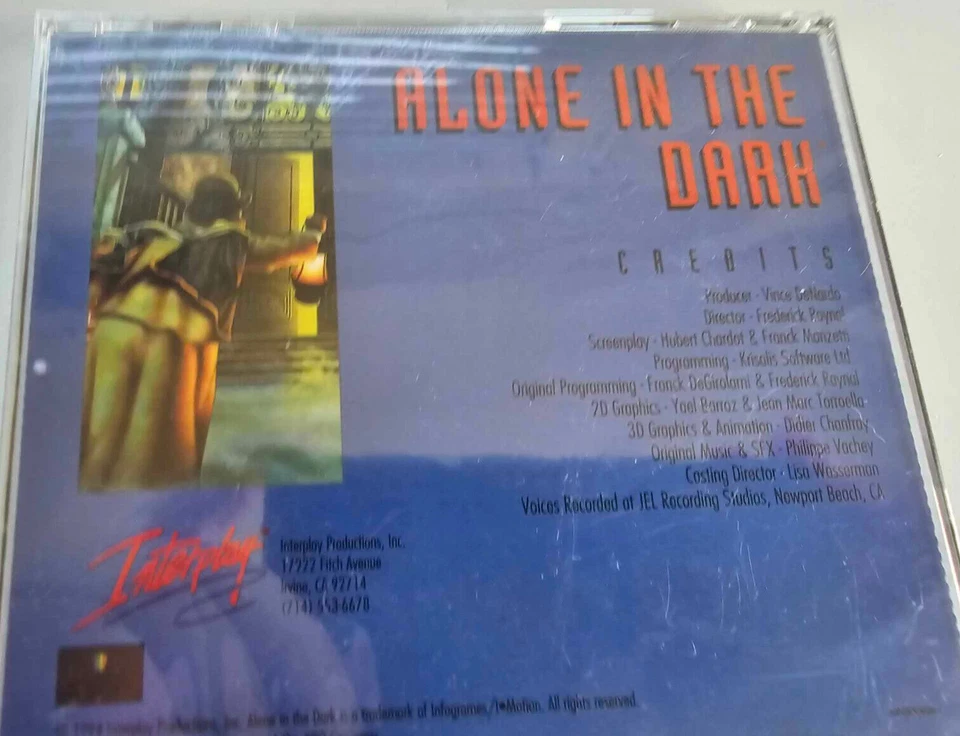 ALONE IN THE
DARK
CREDITS
Producer · Vince DeNardo
Director · Frederick Raynal
Screenplay · Hubert Chardot & Franck Manzetti
Programming · Krisalis Software Ltd
Original Programming · Franck DeGirolami & Frederick Raynal
2D Graphics · Yael Barroz & Jean Marc Torroella
3D Graphics & Animation · Didier Chanfray
Original Music & SFX · Philippe Vachey
Casting Director · Lisa Wasserman
Voices Recorded at JEL Recording Studios, Newport Beach, CA
Interplay™
Interplay Productions, Inc.
17922 Fitch Avenue
Irvine, CA 92714
(714) 553-6678
© 1994 Interplay Productions, Inc. Alone in the Dark is a trademark of Infogrames/I•Motion. All rights reserved.